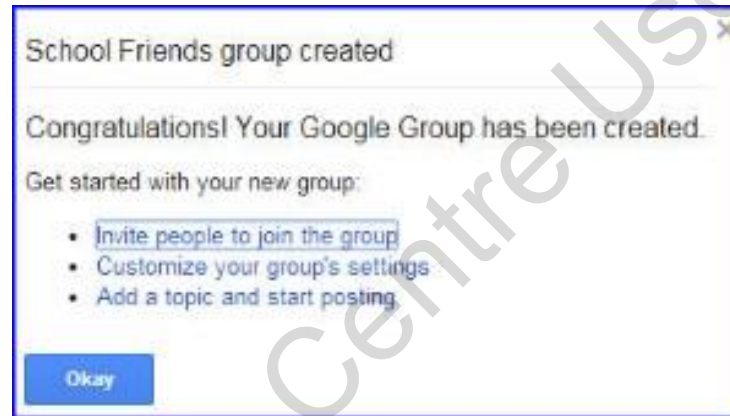 School Friends group created
Congratulations! Your Google Group has been created.
Get started with your new group:
• Invite people to join the group
• Customize your group's settings
• Add a topic and start posting
Okay
Centre